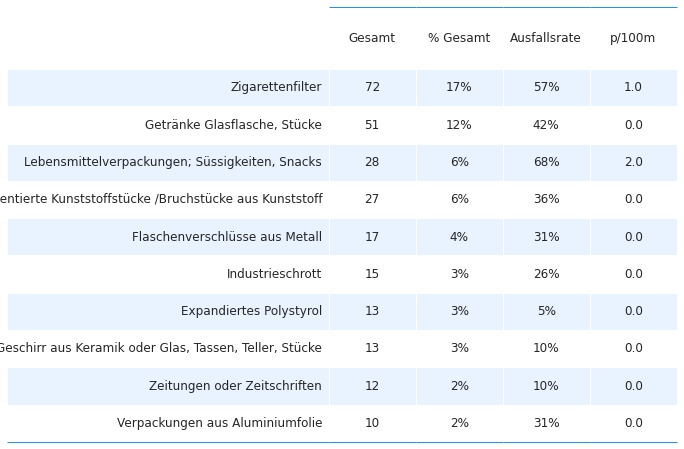 Gesamt % Gesamt Ausfallsrate p/100m
Zigarettenfilter 72 17% 57% 1.0
Getränke Glasflasche, Stücke 51 12% 42% 0.0
Lebensmittelverpackungen; Süssigkeiten, Snacks 28 6% 68% 2.0
entierte Kunststoffstücke /Bruchstücke aus Kunststoff 27 6% 36% 0.0
Flaschenverschlüsse aus Metall 17 4% 31% 0.0
Industrieschrott 15 3% 26% 0.0
Expandiertes Polystyrol 13 3% 5% 0.0
Geschirr aus Keramik oder Glas, Tassen, Teller, Stücke 13 3% 10% 0.0
Zeitungen oder Zeitschriften 12 2% 10% 0.0
Verpackungen aus Aluminiumfolie 10 2% 31% 0.0